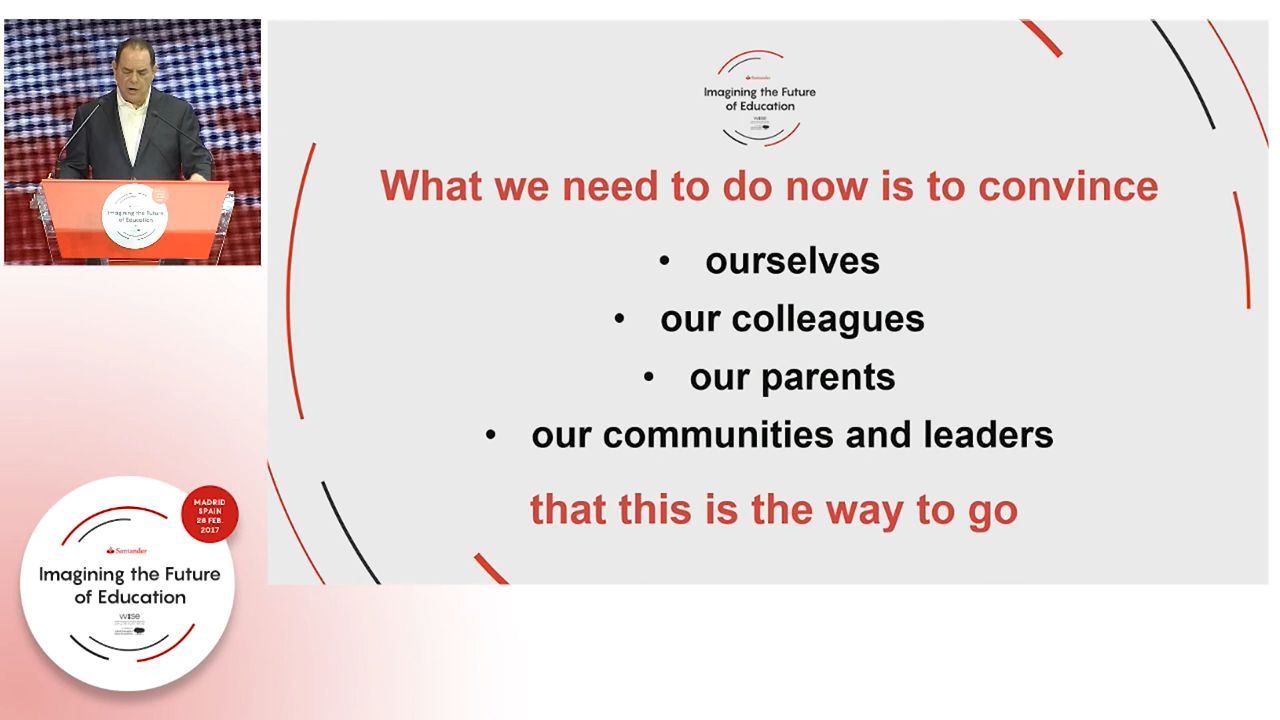 Imagining the Future
of Education
Santander
Imagining the Future
of Education
What we need to do now is to convince
• ourselves
• our colleagues
• our parents
• our communities and leaders
that this is the way to go
MADRID
SPAIN
28 FEB.
2017
Santander
Imagining the Future
of Education
wise